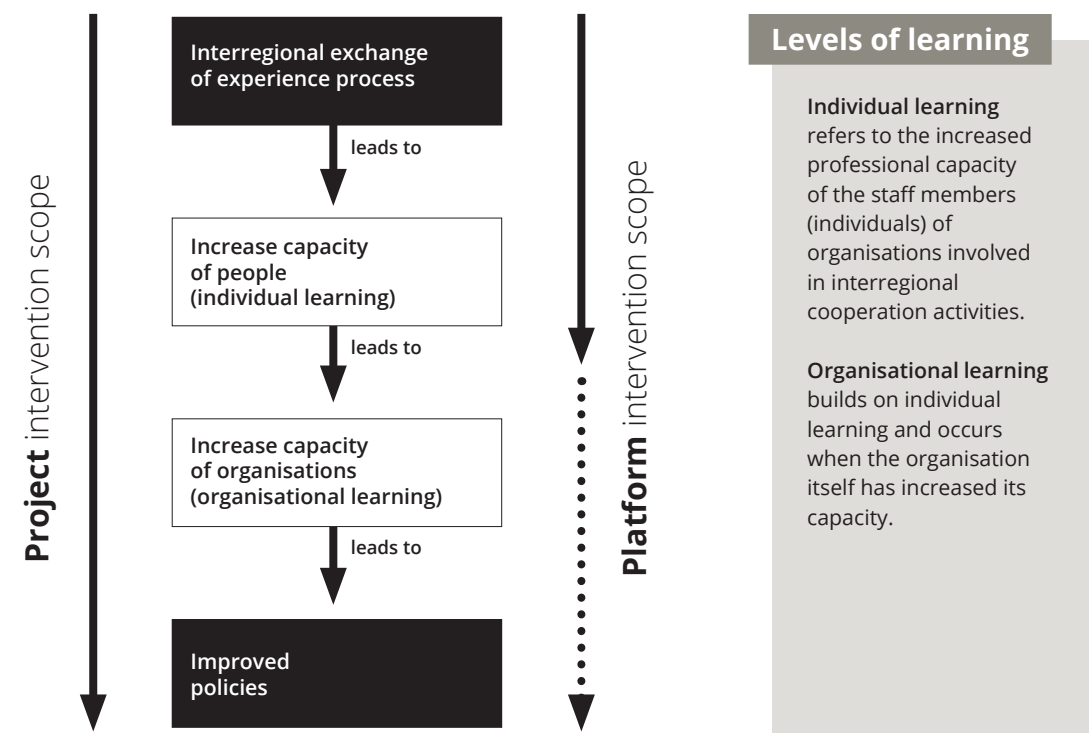 Project intervention scope
Interregional exchange
of experience process
leads to
Increase capacity
of people
(individual learning)
leads to
Increase capacity
of organisations
(organisational learning)
leads to
Improved
policies
Platform intervention scope
Levels of learning
Individual learning
refers to the increased
professional capacity
of the staff members
(individuals) of
organisations involved
in interregional
cooperation activities.
Organisational learning
builds on individual
learning and occurs
when the organisation
itself has increased its
capacity.